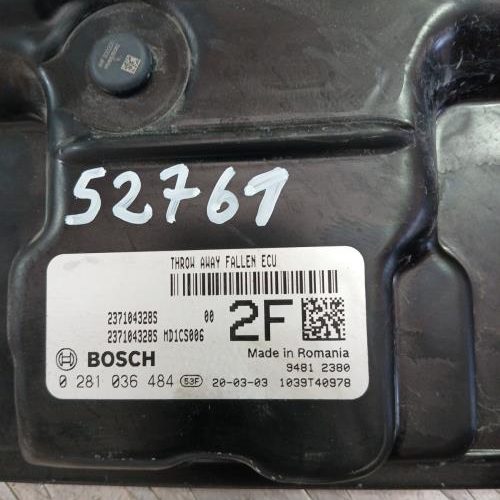 52761
THROW AWAY FALLEN ECU
237104328S 00
237104328S MD1CS006
2F
BOSCH
Made in Romania
9481 2380
0 281 036 484 53F 20-03-03 1039T40978